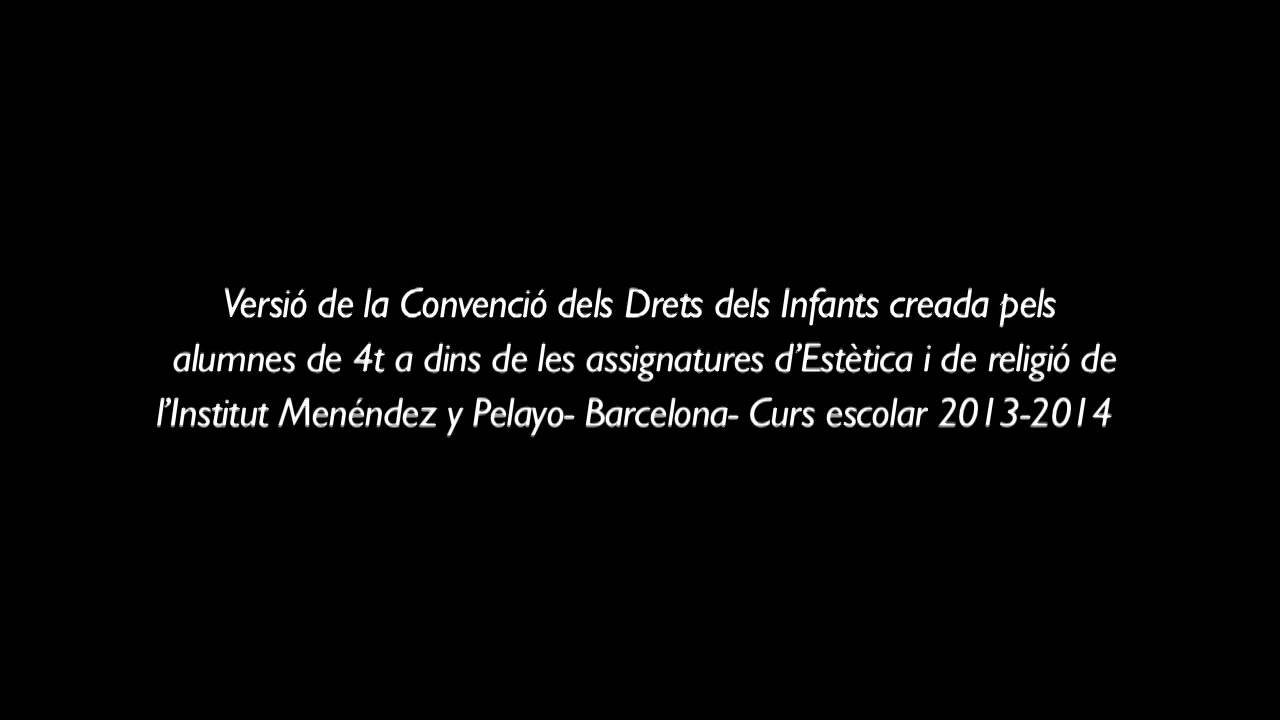 Versió de la Convenció dels Drets dels Infants creada pels
alumnes de 4t a dins de les assignatures d’Estètica i de religió de
l’Institut Menéndez y Pelayo- Barcelona- Curs escolar 2013-2014